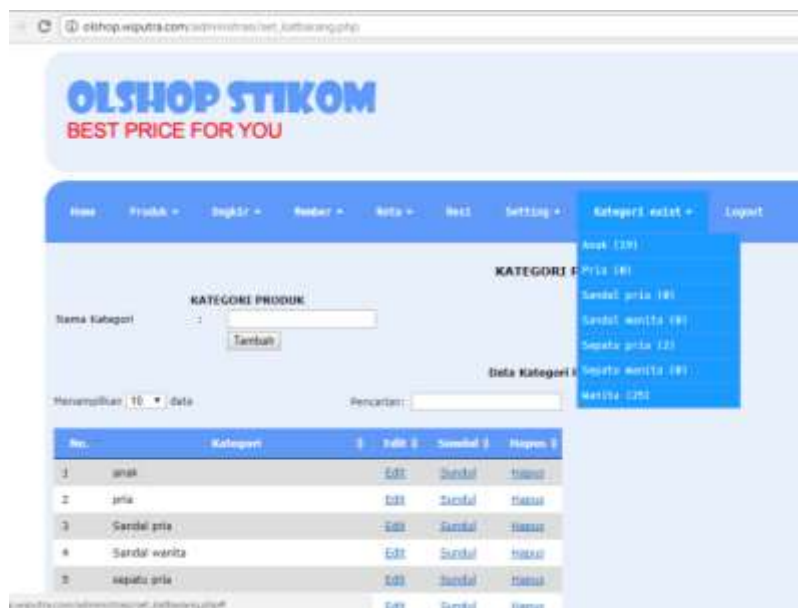 olshop.wiputra.com/administrasi/set_katbarang.php
OLSHOP STIKOM
BEST PRICE FOR YOU
Home Produk Ongkir Member Nota Resi Setting Kategori exist Logout
Anak (19)
KATEGORI P
Pria (0)
Sandal pria (0)
Sandal wanita (0)
Sepatu pria (2)
Sepatu wanita (0)
Wanita (25)
KATEGORI PRODUK
Nama Kategori :
Tambah
Data Kategori
Menampilkan 10 data Pencarian:
No. Kategori Edit Sundul Hapus
1 anak Edit Sundul Hapus
2 pria Edit Sundul Hapus
3 Sandal pria Edit Sundul Hapus
4 Sandal wanita Edit Sundul Hapus
5 sepatu pria Edit Sundul Hapus
Edit Sundul Hapus